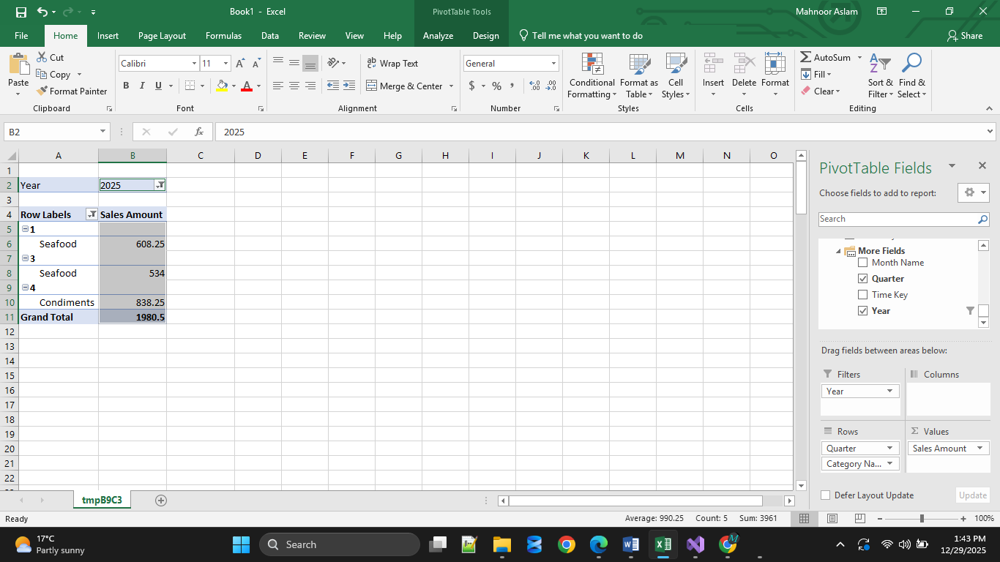 Book1 - Excel
PivotTable Tools
Mahnoor Aslam
File Home Insert Page Layout Formulas Data Review View Help Analyze Design Tell me what you want to do Share
Paste
Cut
Copy
Format Painter
Clipboard
Calibri 11
B I U A
Font
Wrap Text
Merge & Center
Alignment
General
$ % ,
Number
Conditional Formatting
Format as Table
Cell Styles
Styles
Insert Delete Format
Cells
AutoSum
Fill
Clear
Sort & Filter
Find & Select
Editing
B2 fx 2025
A B C D E F G H I J K L M N O
1
2 Year 2025
3
4 Row Labels Sales Amount
5 1
6 Seafood 608.25
7 3
8 Seafood 534
9 4
10 Condiments 838.25
11 Grand Total 1980.5
12
13
14
15
16
17
18
19
20
21
22
PivotTable Fields
Choose fields to add to report:
Search
More Fields
Month Name
Quarter
Time Key
Year
Drag fields between areas below:
Filters Columns
Year
Rows Values
Quarter Sales Amount
Category Na...
Defer Layout Update Update
tmpB9C3
Ready Average: 990.25 Count: 5 Sum: 3961 100%
17°C
Partly sunny
Search
1:43 PM
12/29/2025